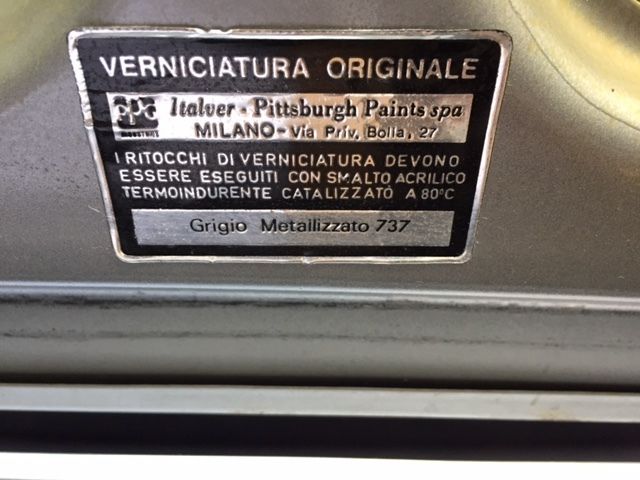 VERNICIATURA ORIGINALE
PPG INDUSTRIES Italver - Pittsburgh Paints spa
MILANO - Via Priv. Bolla, 27
I RITOCCHI DI VERNICIATURA DEVONO
ESSERE ESEGUITI CON SMALTO ACRILICO
TERMOINDURENTE CATALIZZATO A 80°C
Grigio Metallizzato 737